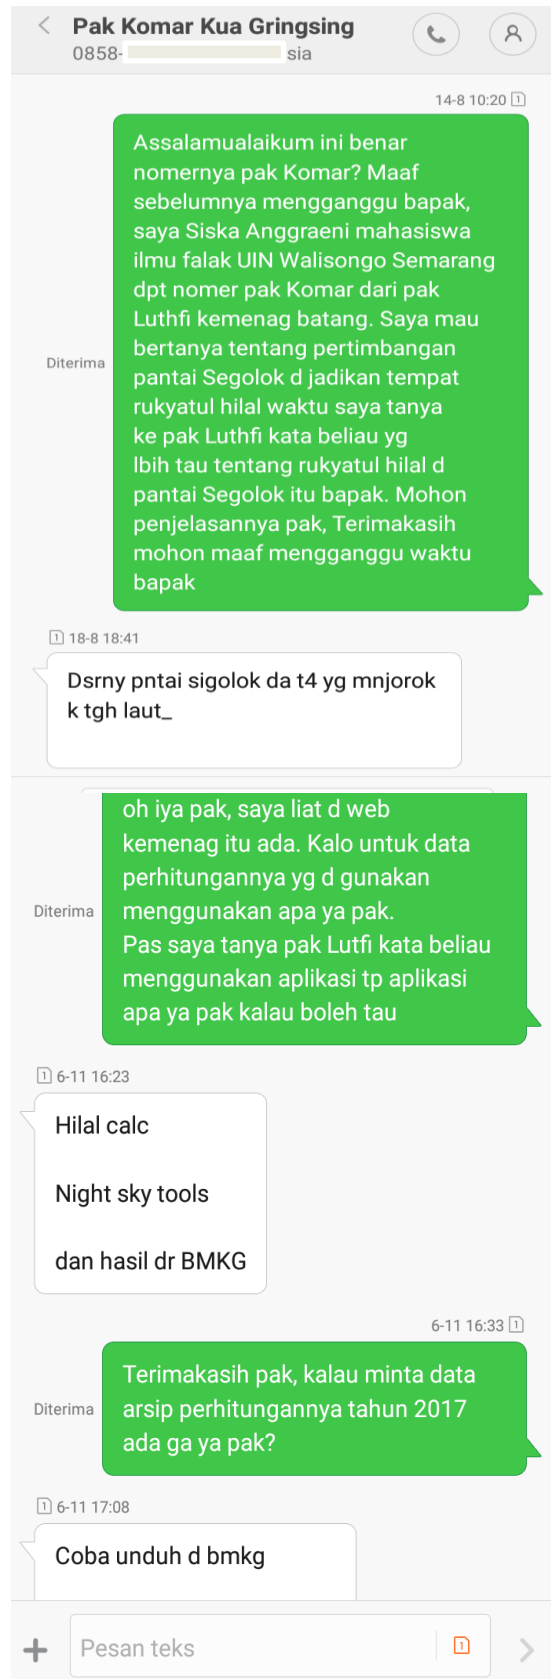 Pak Komar Kua Gringsing
0858-
sia
14-8 10:20 1
Assalamualaikum ini benar
nomernya pak Komar? Maaf
sebelumnya mengganggu bapak,
saya Siska Anggraeni mahasiswa
ilmu falak UIN Walisongo Semarang
dpt nomer pak Komar dari pak
Luthfi kemenag batang. Saya mau
bertanya tentang pertimbangan
pantai Segolok d jadikan tempat
rukyatul hilal waktu saya tanya
ke pak Luthfi kata beliau yg
lbih tau tentang rukyatul hilal d
pantai Segolok itu bapak. Mohon
penjelasannya pak, Terimakasih
mohon maaf mengganggu waktu
bapak
Diterima
1 18-8 18:41
Dsrny pntai sigolok da t4 yg mnjorok
k tgh laut_
oh iya pak, saya liat d web
kemenag itu ada. Kalo untuk data
perhitungannya yg d gunakan
menggunakan apa ya pak.
Pas saya tanya pak Lutfi kata beliau
menggunakan aplikasi tp aplikasi
apa ya pak kalau boleh tau
Diterima
1 6-11 16:23
Hilal calc
Night sky tools
dan hasil dr BMKG
6-11 16:33 1
Terimakasih pak, kalau minta data
arsip perhitungannya tahun 2017
ada ga ya pak?
Diterima
1 6-11 17:08
Coba unduh d bmkg
Pesan teks
1